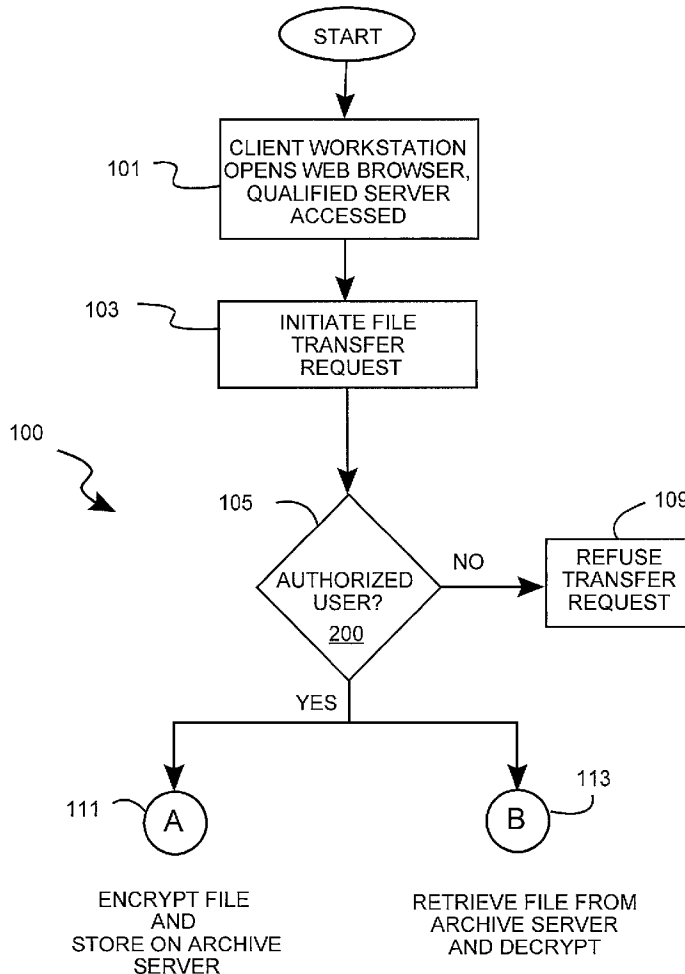 START
101
CLIENT WORKSTATION
OPENS WEB BROWSER,
QUALIFIED SERVER
ACCESSED
103
INITIATE FILE
TRANSFER
REQUEST
100
105
AUTHORIZED
USER?
200
NO
109
REFUSE
TRANSFER
REQUEST
YES
111
A
113
B
ENCRYPT FILE
AND
STORE ON ARCHIVE
SERVER
RETRIEVE FILE FROM
ARCHIVE SERVER
AND DECRYPT